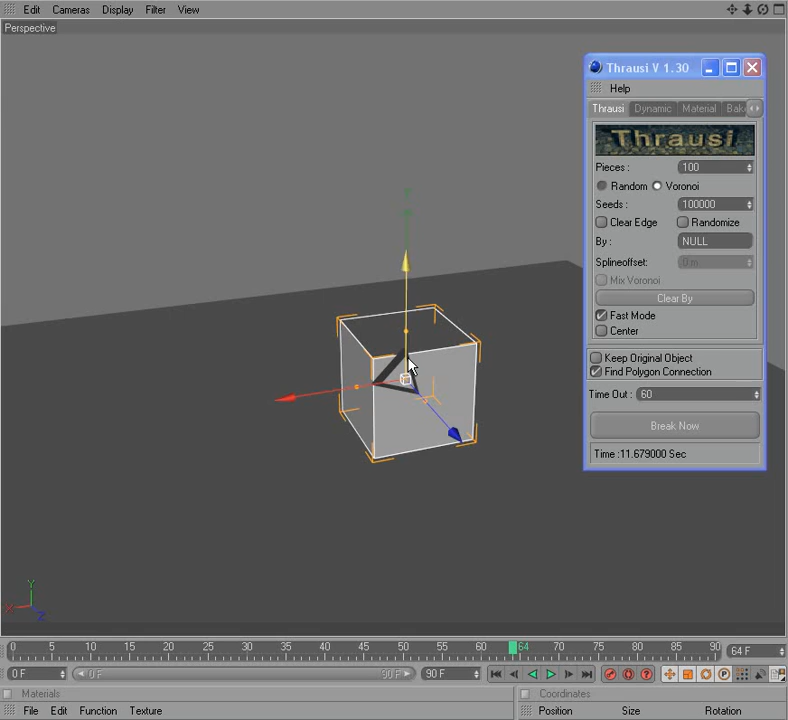 Edit Cameras Display Filter View
Perspective
Thrausi V 1.30
Help
Thrausi Dynamic Material Bak
Thrausi
Pieces: 100
Random Voronoi
Seeds : 100000
Clear Edge Randomize
By : NULL
Splineoffset: 0 m
Mix Voronoi
Clear By
Fast Mode
Center
Keep Original Object
Find Polygon Connection
Time Out : 60
Break Now
Time :11.679000 Sec
Y
X
Z
0 5 10 15 20 25 30 35 40 45 50 55 60 64 70 75 80 85 90 64 F
0 F 0 F 90 F 90 F
Materials Coordinates
File Edit Function Texture Position Size Rotation